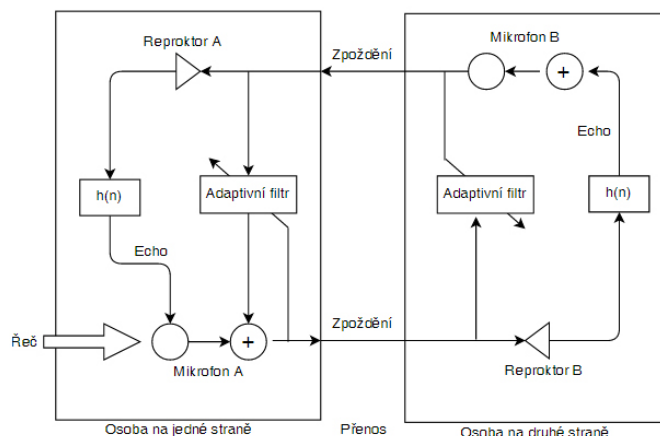 Reproktor A
Zpoždění
Mikrofon B
+
Echo
h(n)
Adaptivní filtr
Adaptivní filtr
h(n)
Echo
Řeč
+
Zpoždění
Mikrofon A
Reproktor B
Osoba na jedné straně
Přenos
Osoba na druhé straně